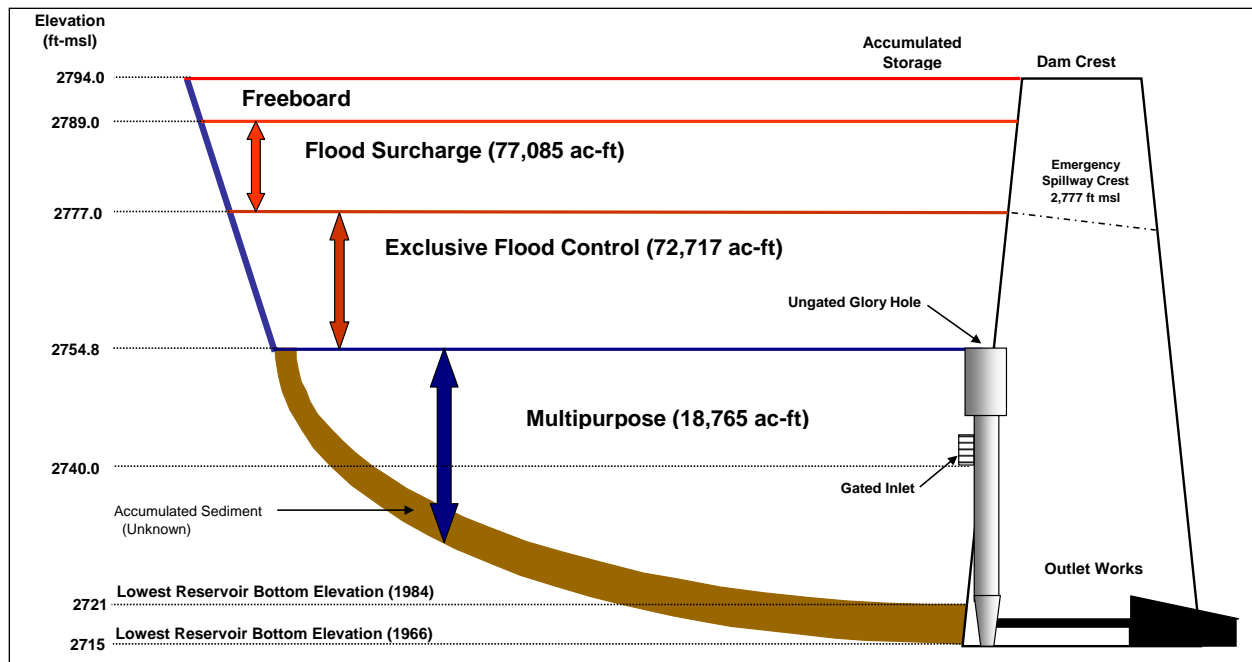 Elevation
(ft-msl)
Accumulated
Storage
Dam Crest
2794.0
Freeboard
2789.0
Flood Surcharge (77,085 ac-ft)
Emergency
Spillway Crest
2,777 ft msl
2777.0
Exclusive Flood Control (72,717 ac-ft)
Ungated Glory Hole
2754.8
Multipurpose (18,765 ac-ft)
2740.0
Gated Inlet
Accumulated Sediment
(Unknown)
Outlet Works
Lowest Reservoir Bottom Elevation (1984)
2721
Lowest Reservoir Bottom Elevation (1966)
2715